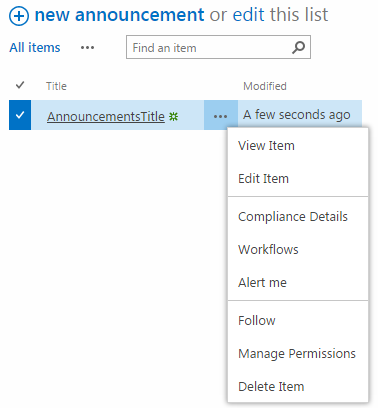 new announcement or edit this list
All items ••• Find an item
Title Modified
AnnouncementsTitle ••• A few seconds ago
View Item
Edit Item
Compliance Details
Workflows
Alert me
Follow
Manage Permissions
Delete Item